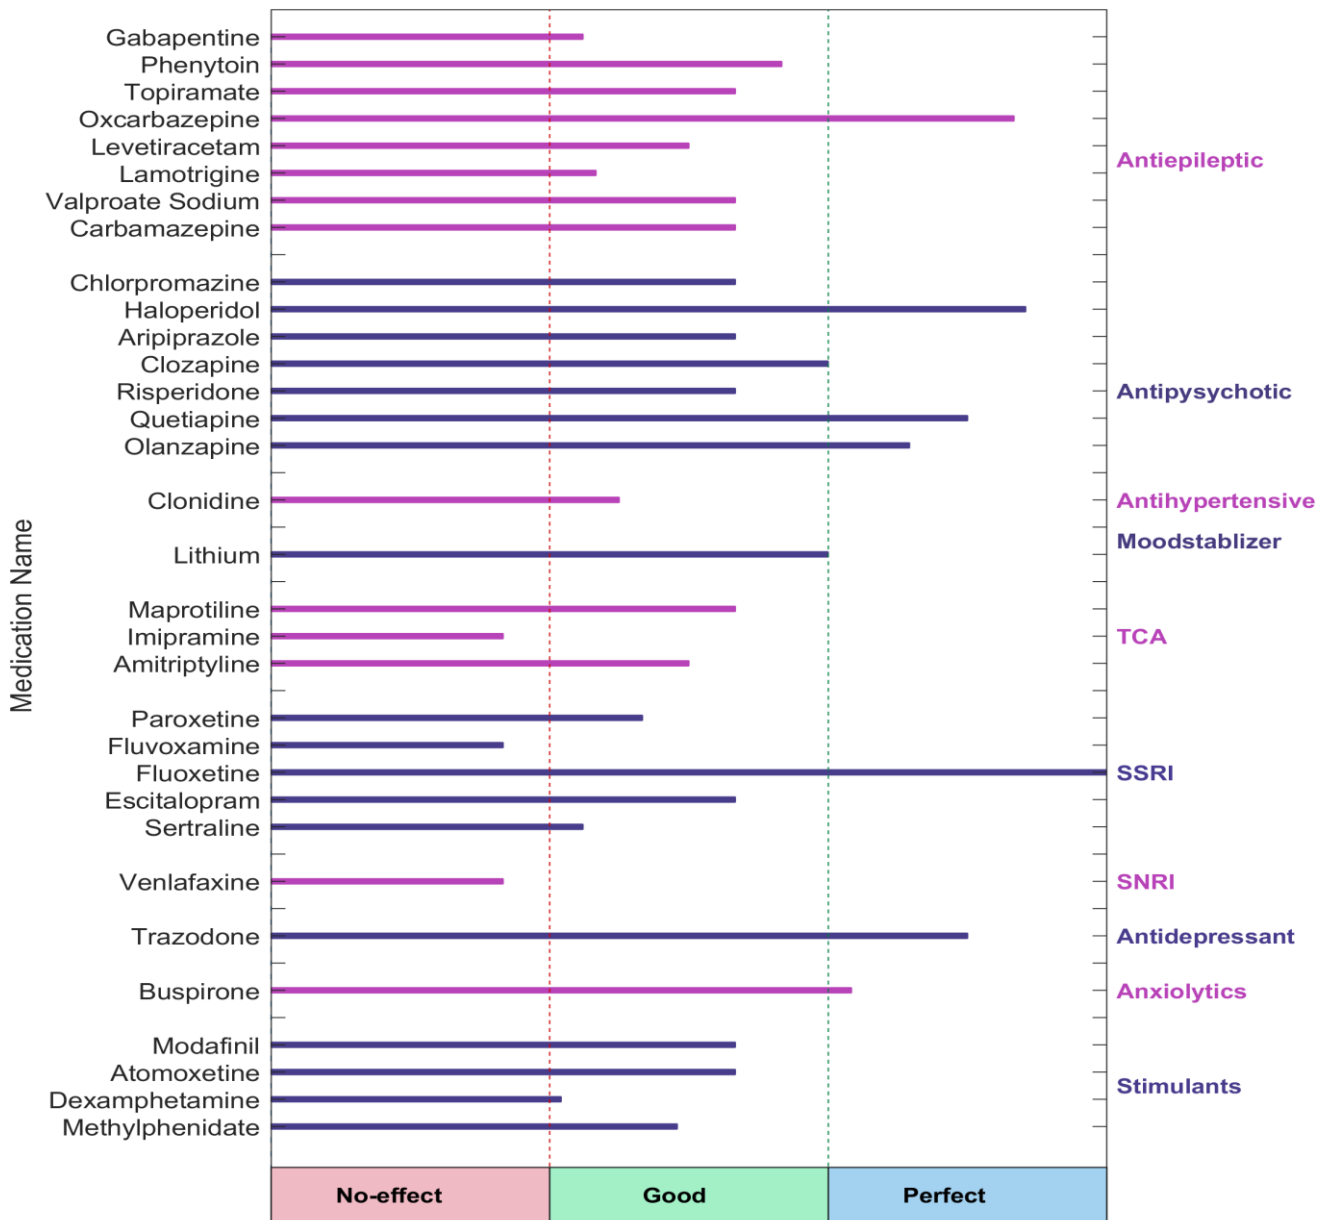 Gabapentine
Phenytoin
Topiramate
Oxcarbazepine
Levetiracetam
Antiepileptic
Lamotrigine
Valproate Sodium
Carbamazepine
Chlorpromazine
Haloperidol
Aripiprazole
Clozapine
Risperidone
Antipysychotic
Quetiapine
Olanzapine
Clonidine
Antihypertensive
Lithium
Moodstablizer
Medication Name
Maprotiline
Imipramine
TCA
Amitriptyline
Paroxetine
Fluvoxamine
Fluoxetine
SSRI
Escitalopram
Sertraline
Venlafaxine
SNRI
Trazodone
Antidepressant
Buspirone
Anxiolytics
Modafinil
Atomoxetine
Stimulants
Dexamphetamine
Methylphenidate
No-effect
Good
Perfect